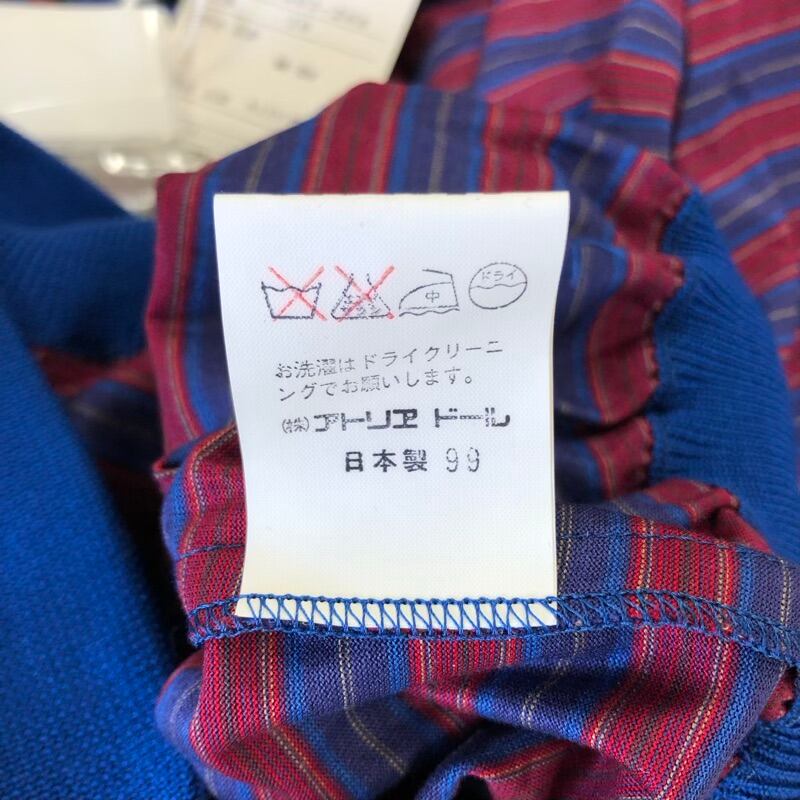 中 ドライ
お洗濯はドライクリーニ
ングでお願いします。
(株)アトリエ ドール
日本製 99